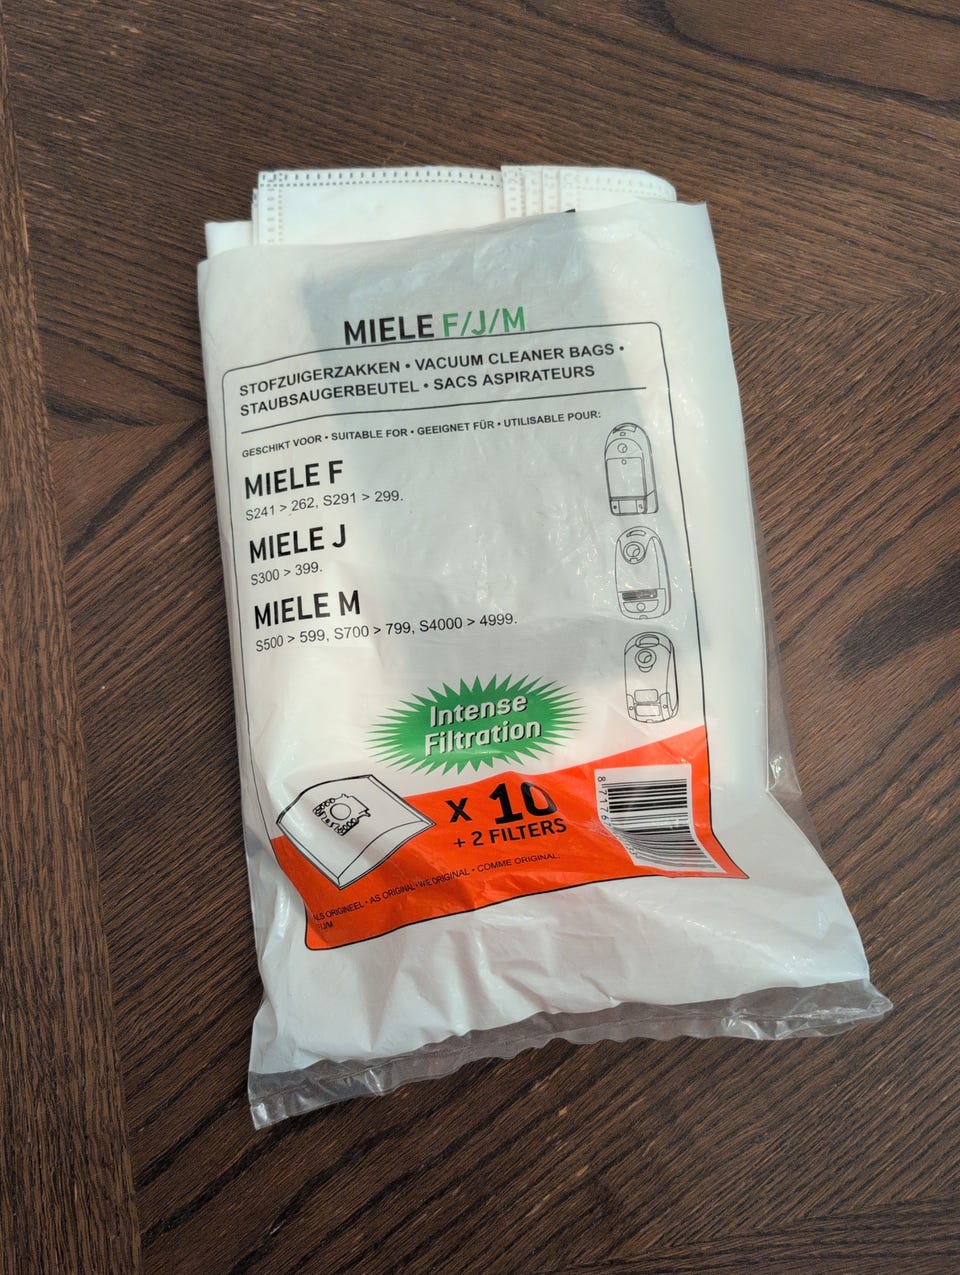 MIELE F/J/M
STOFZUIGERZAKKEN • VACUUM CLEANER BAGS •
STAUBSAUGERBEUTEL • SACS ASPIRATEURS
GESCHIKT VOOR • SUITABLE FOR • GEEIGNET FÜR • UTILISABLE POUR:
MIELE F
S241 > 262, S291 > 299.
MIELE J
S300 > 399.
MIELE M
S500 > 599, S700 > 799, S4000 > 4999.
Intense
Filtration
x 10
+ 2 FILTERS
ALS ORIGINEEL • AS ORIGINAL • WIE ORIGINAL • COMME ORIGINAL.
F/J/M